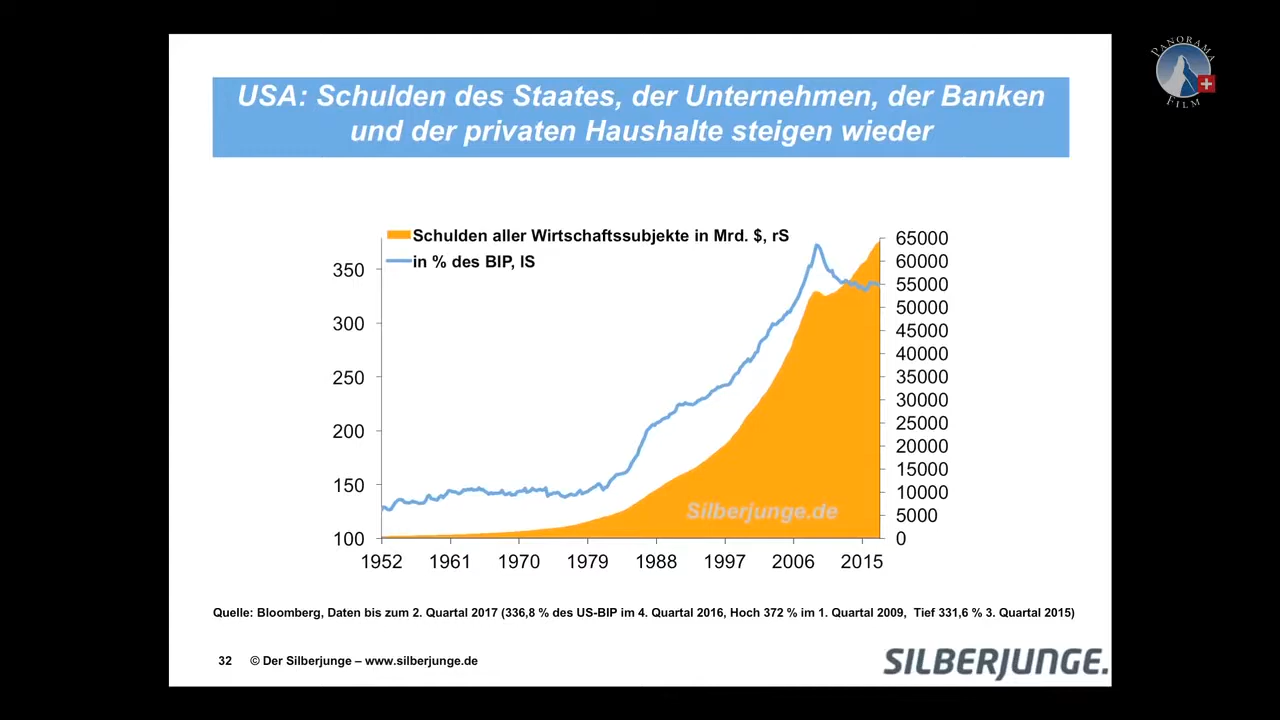 PANORAMA
FILM
USA: Schulden des Staates, der Unternehmen, der Banken
und der privaten Haushalte steigen wieder
Schulden aller Wirtschaftssubjekte in Mrd. $, rS
in % des BIP, lS
350
300
250
200
150
100
65000
60000
55000
50000
45000
40000
35000
30000
25000
20000
15000
10000
5000
0
1952 1961 1970 1979 1988 1997 2006 2015
Silberjunge.de
Quelle: Bloomberg, Daten bis zum 2. Quartal 2017 (336,8 % des US-BIP im 4. Quartal 2016, Hoch 372 % im 1. Quartal 2009, Tief 331,6 % 3. Quartal 2015)
32 © Der Silberjunge – www.silberjunge.de
SILBERJUNGE.